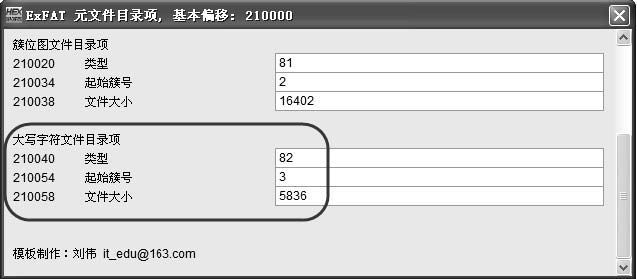 ExFAT 元文件目录项, 基本偏移: 210000
簇位图文件目录项
210020 类型 81
210034 起始簇号 2
210038 文件大小 16402
大写字符文件目录项
210040 类型 82
210054 起始簇号 3
210058 文件大小 5836
模板制作：刘伟 it_edu@163.com